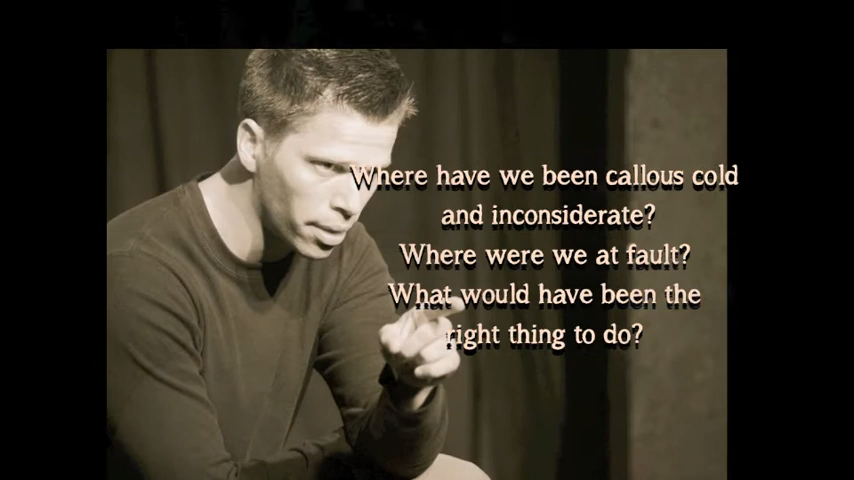 Where have we been callous cold
and inconsiderate?
Where were we at fault?
What would have been the
right thing to do?